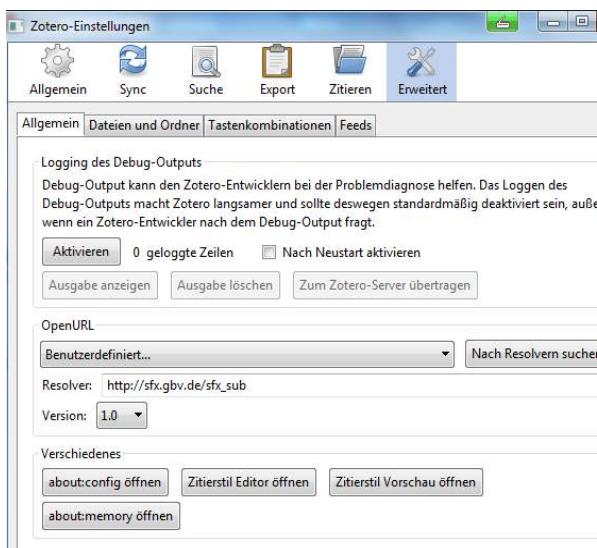 Zotero-Einstellungen
Allgemein Sync Suche Export Zitieren Erweitert
Allgemein Dateien und Ordner Tastenkombinationen Feeds
Logging des Debug-Outputs
Debug-Output kann den Zotero-Entwicklern bei der Problemdiagnose helfen. Das Loggen des
Debug-Outputs macht Zotero langsamer und sollte deswegen standardmäßig deaktiviert sein, auße
wenn ein Zotero-Entwickler nach dem Debug-Output fragt.
Aktivieren 0 geloggte Zeilen Nach Neustart aktivieren
Ausgabe anzeigen Ausgabe löschen Zum Zotero-Server übertragen
OpenURL
Benutzerdefiniert... Nach Resolvern suche
Resolver: http://sfx.gbv.de/sfx_sub
Version: 1.0
Verschiedenes
about:config öffnen Zitierstil Editor öffnen Zitierstil Vorschau öffnen
about:memory öffnen